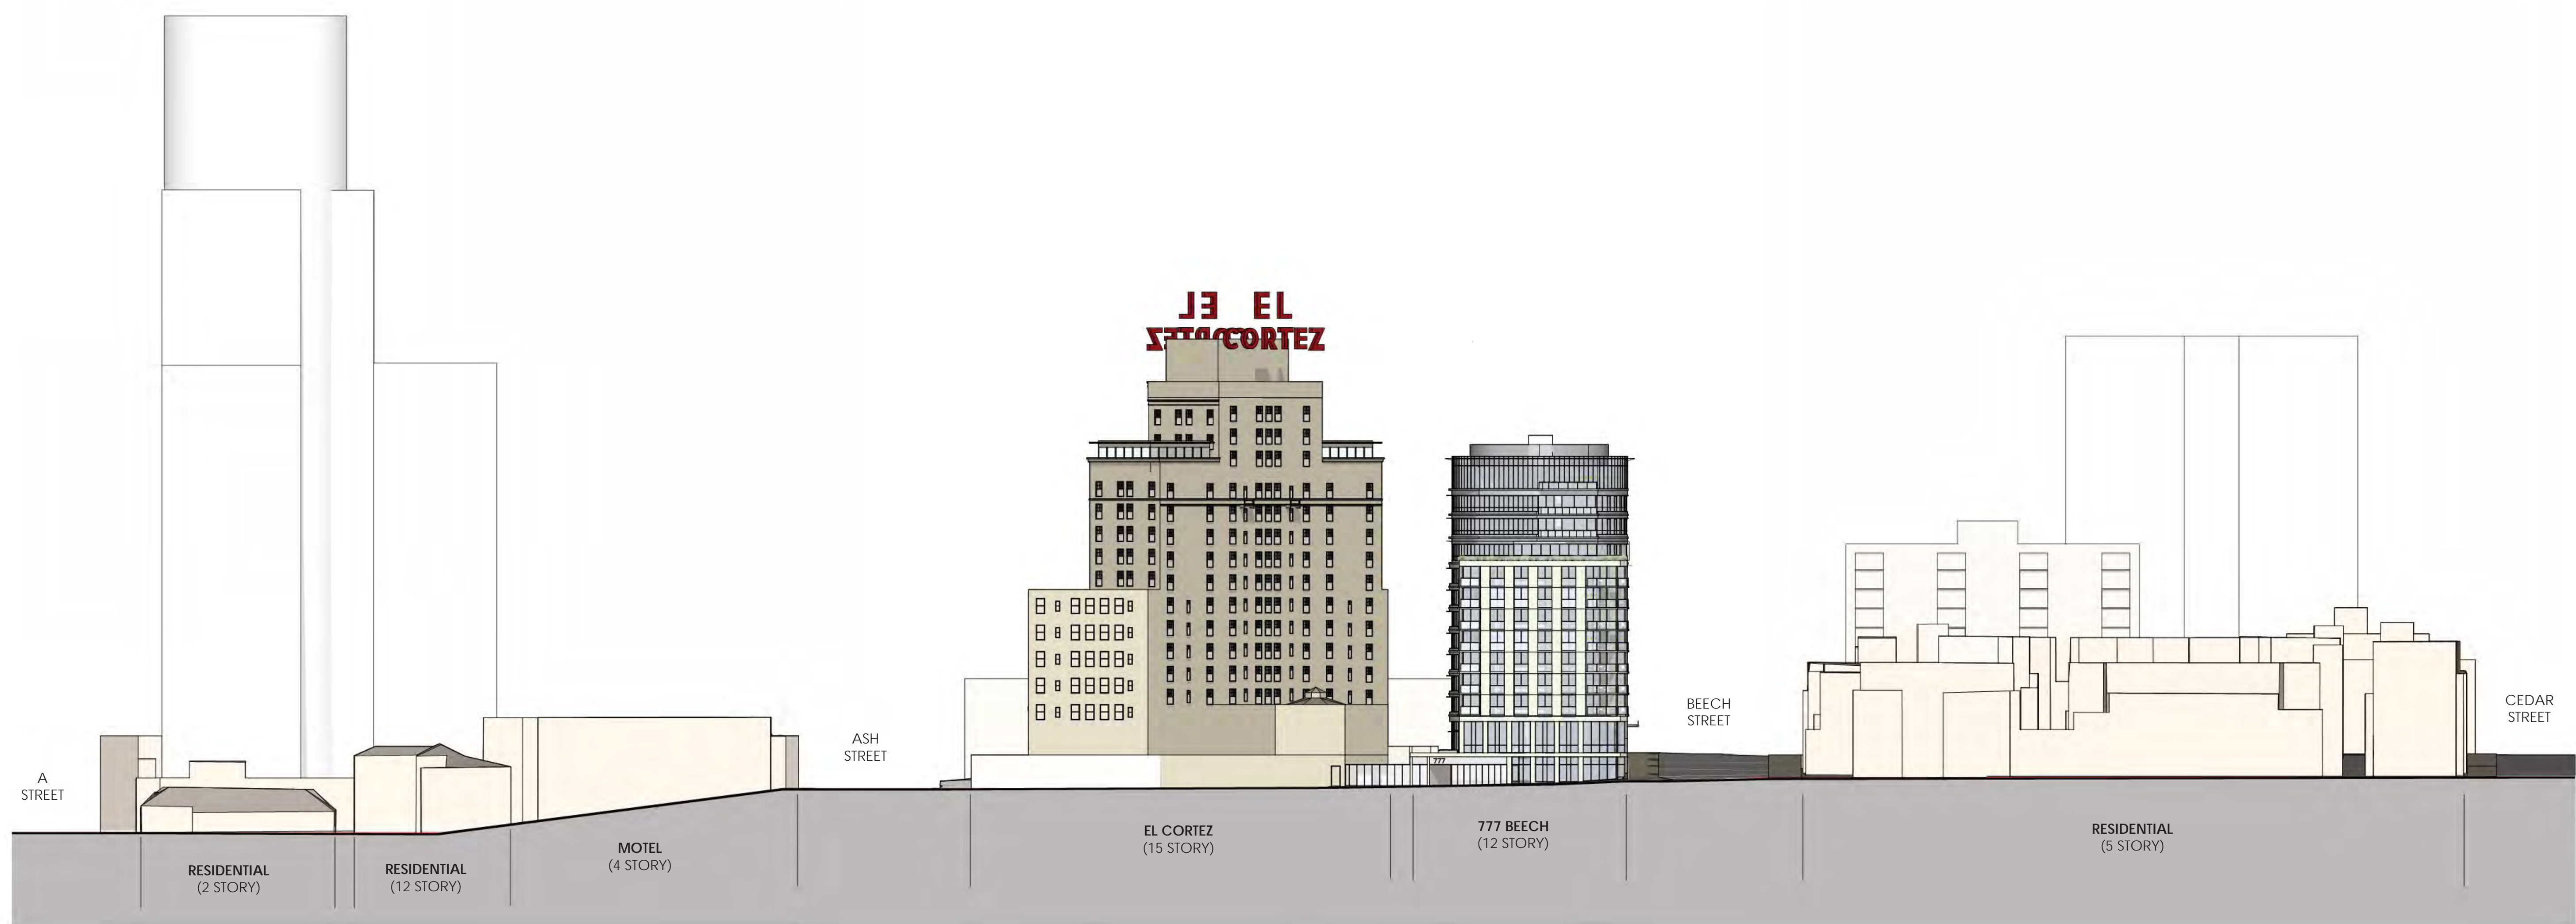 EL
CORTEZ
777
A
STREET
ASH
STREET
BEECH
STREET
CEDAR
STREET
RESIDENTIAL
(2 STORY)
RESIDENTIAL
(12 STORY)
MOTEL
(4 STORY)
EL CORTEZ
(15 STORY)
777 BEECH
(12 STORY)
RESIDENTIAL
(5 STORY)